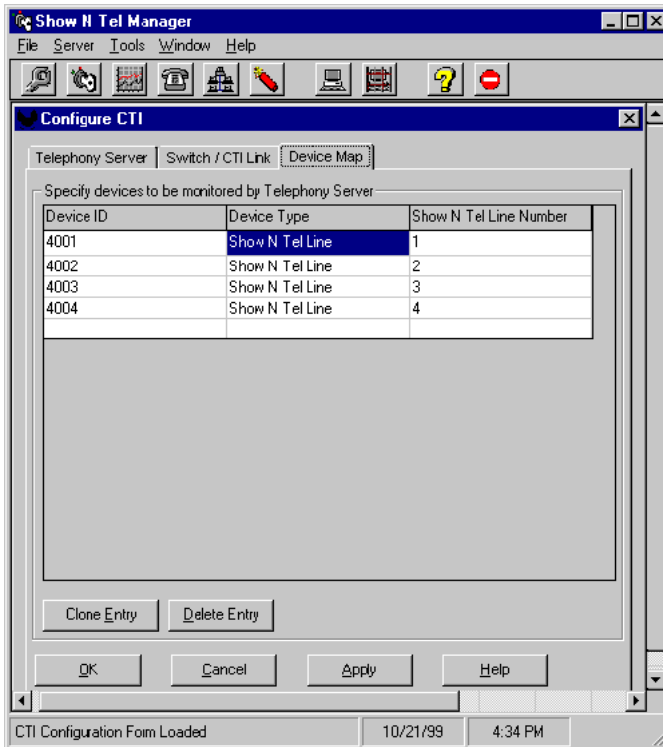 Show N Tel Manager
File Server Tools Window Help
Configure CTI
Telephony Server Switch / CTI Link Device Map
Specify devices to be monitored by Telephony Server
Device ID Device Type Show N Tel Line Number
4001 Show N Tel Line 1
4002 Show N Tel Line 2
4003 Show N Tel Line 3
4004 Show N Tel Line 4
Clone Entry Delete Entry
OK Cancel Apply Help
CTI Configuration Form Loaded 10/21/99 4:34 PM